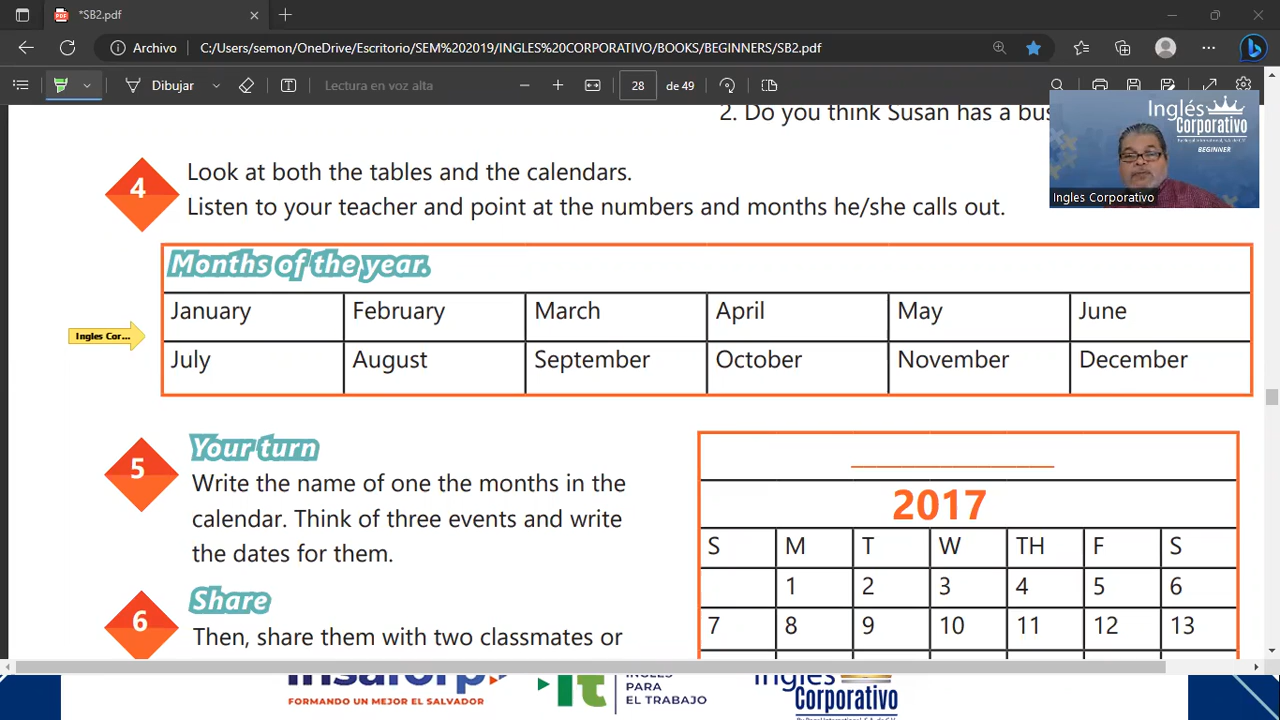 *SB2.pdf
Archivo C:/Users/semon/OneDrive/Escritorio/SEM%202019/INGLES%20CORPORATIVO/BOOKS/BEGINNERS/SB2.pdf
Dibujar Lectura en voz alta 28 de 49
2. Do you think Susan has a bus
Inglés
Corporativo
BEGINNER
Ingles Corporativo
4 Look at both the tables and the calendars.
Listen to your teacher and point at the numbers and months he/she calls out.
Months of the year.
January February March April May June
Ingles Cor...
July August September October November December
5 Your turn
Write the name of one the months in the
calendar. Think of three events and write
the dates for them.
2017
S M T W TH F S
1 2 3 4 5 6
7 8 9 10 11 12 13
6 Share
Then, share them with two classmates or
insaforp
FORMANDO UN MEJOR EL SALVADOR
it
INGLÉS
PARA
EL TRABAJO
Inglés
Corporativo